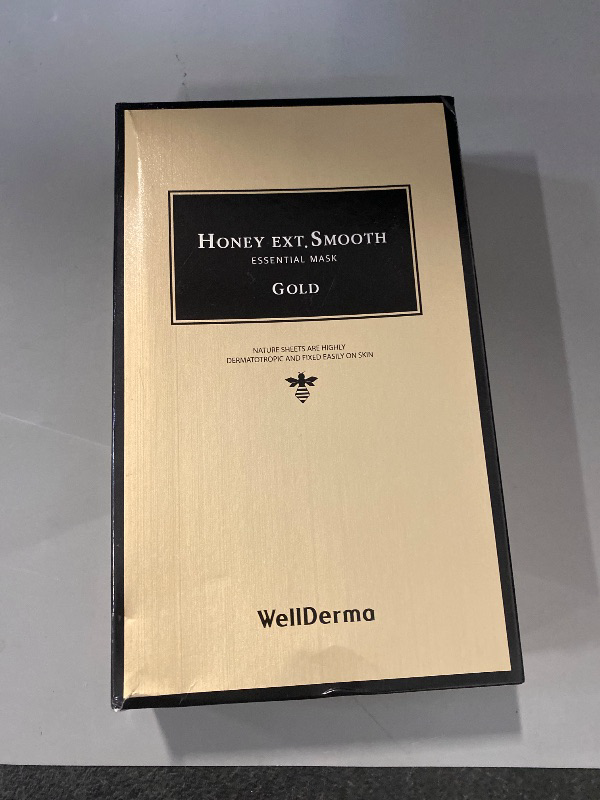 HONEY EXT. SMOOTH
ESSENTIAL MASK
GOLD
NATURE SHEETS ARE HIGHLY
DERMATOTROPIC AND FIXED EASILY ON SKIN
WellDerma